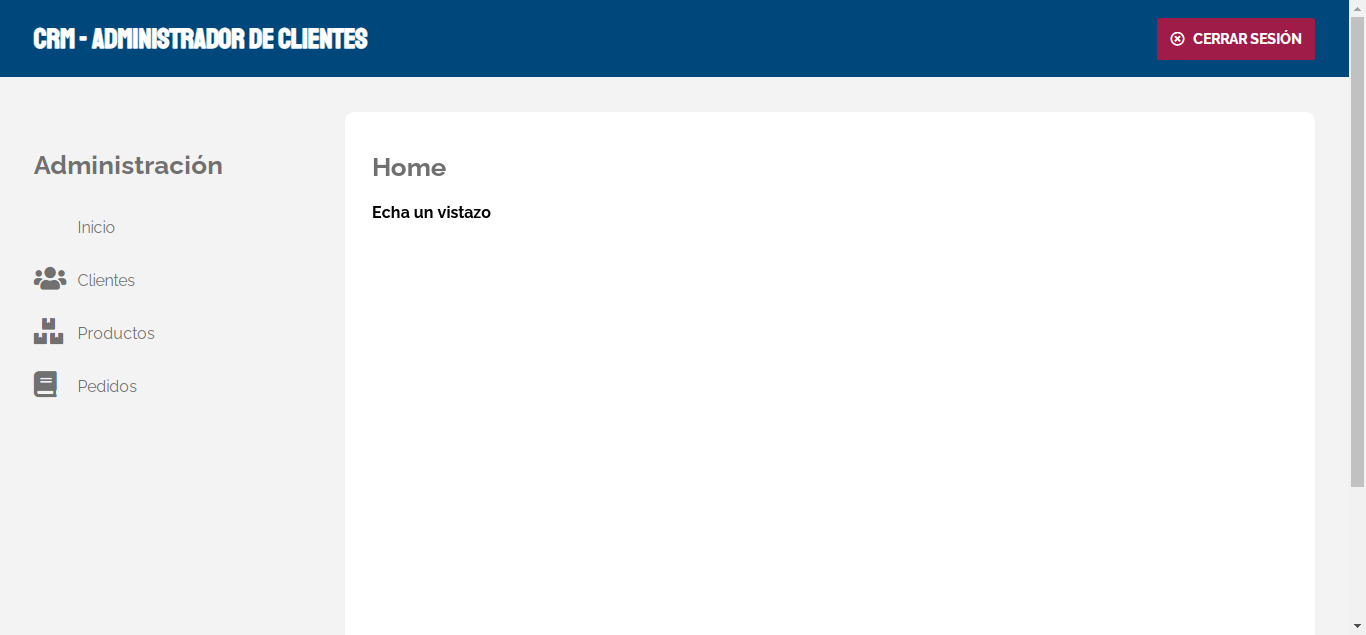 CRM - ADMINISTRADOR DE CLIENTES
CERRAR SESIÓN
Administración
Inicio
Clientes
Productos
Pedidos
Home
Echa un vistazo